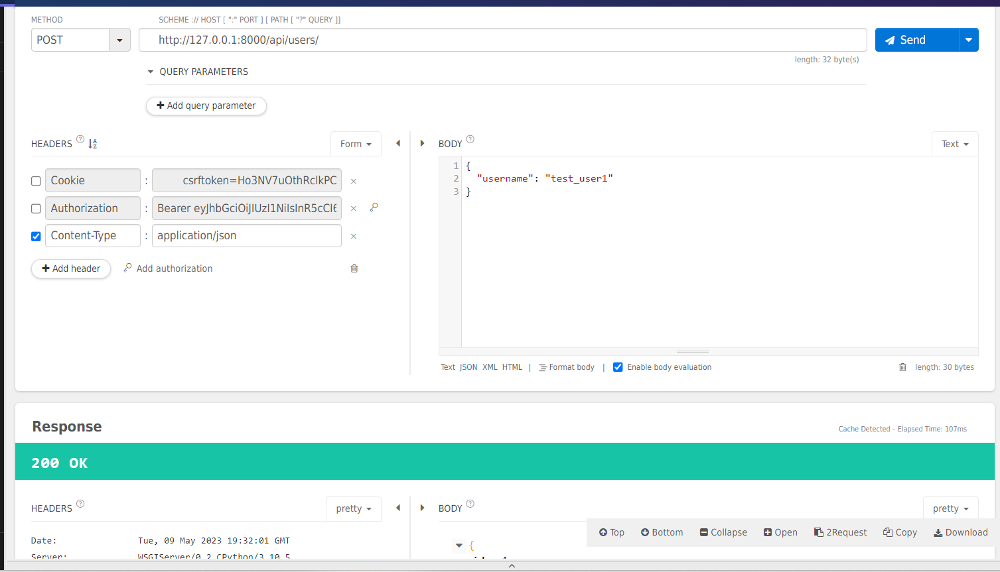 METHOD
SCHEME :// HOST [ ":" PORT ] [ PATH [ "?" QUERY ]]
POST
http://127.0.0.1:8000/api/users/
Send
length: 32 byte(s)
QUERY PARAMETERS
Add query parameter
HEADERS ?
Form
Cookie : csrftoken=Ho3NV7uOthRclkPC
Authorization : Bearer eyJhbGciOiJIUzI1NiIsInR5cCI6
Content-Type : application/json
Add header
Add authorization
BODY ?
Text
1 {
2 "username": "test_user1"
3 }
Text JSON XML HTML | Format body | Enable body evaluation
length: 30 bytes
Response
Cache Detected - Elapsed Time: 107ms
200 OK
HEADERS ?
pretty
Date: Tue, 09 May 2023 19:32:01 GMT
Server: WSGIServer/0.2 CPython/3.10.5
BODY ?
pretty
{
Top Bottom Collapse Open 2Request Copy Download